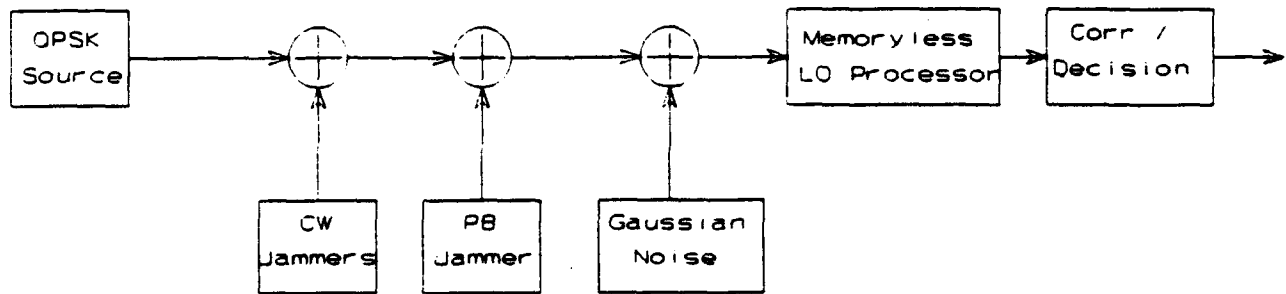 QPSK
Source
Memoryless
LO Processor
Corr /
Decision
CW
Jammers
PB
Jammer
Gaussian
Noise